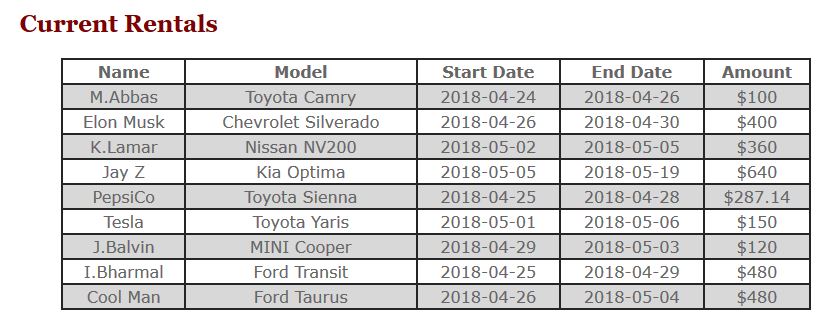 Current Rentals
Name Model Start Date End Date Amount
M.Abbas Toyota Camry 2018-04-24 2018-04-26 $100
Elon Musk Chevrolet Silverado 2018-04-26 2018-04-30 $400
K.Lamar Nissan NV200 2018-05-02 2018-05-05 $360
Jay Z Kia Optima 2018-05-05 2018-05-19 $640
PepsiCo Toyota Sienna 2018-04-25 2018-04-28 $287.14
Tesla Toyota Yaris 2018-05-01 2018-05-06 $150
J.Balvin MINI Cooper 2018-04-29 2018-05-03 $120
I.Bharmal Ford Transit 2018-04-25 2018-04-29 $480
Cool Man Ford Taurus 2018-04-26 2018-05-04 $480